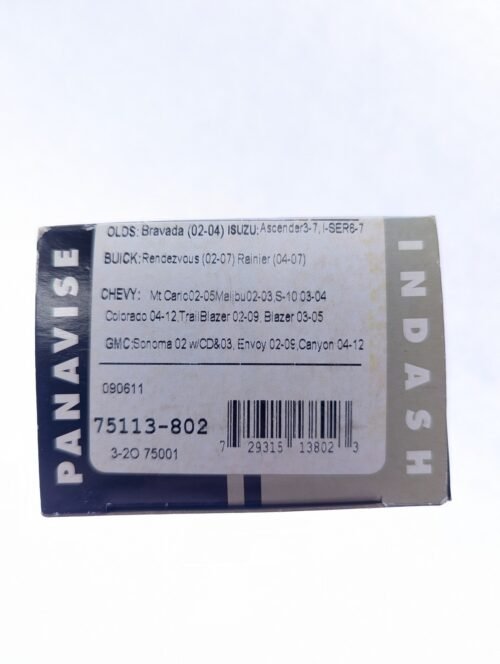 PANAVISE
OLDS: Bravada (02-04) ISUZU: Ascender3-7, I-SER6-7
BUICK: Rendezvous (02-07) Rainier (04-07)
CHEVY: Mt Carlo02-05Malibu02-03,S-10 03-04
Colorado 04-12,TrailBlazer 02-09, Blazer 03-05
GMC:Sonoma 02 w/CD&03, Envoy 02-09,Canyon 04-12
090611
75113-802
3-2O 75001
7 29315 13802 3
INDASH